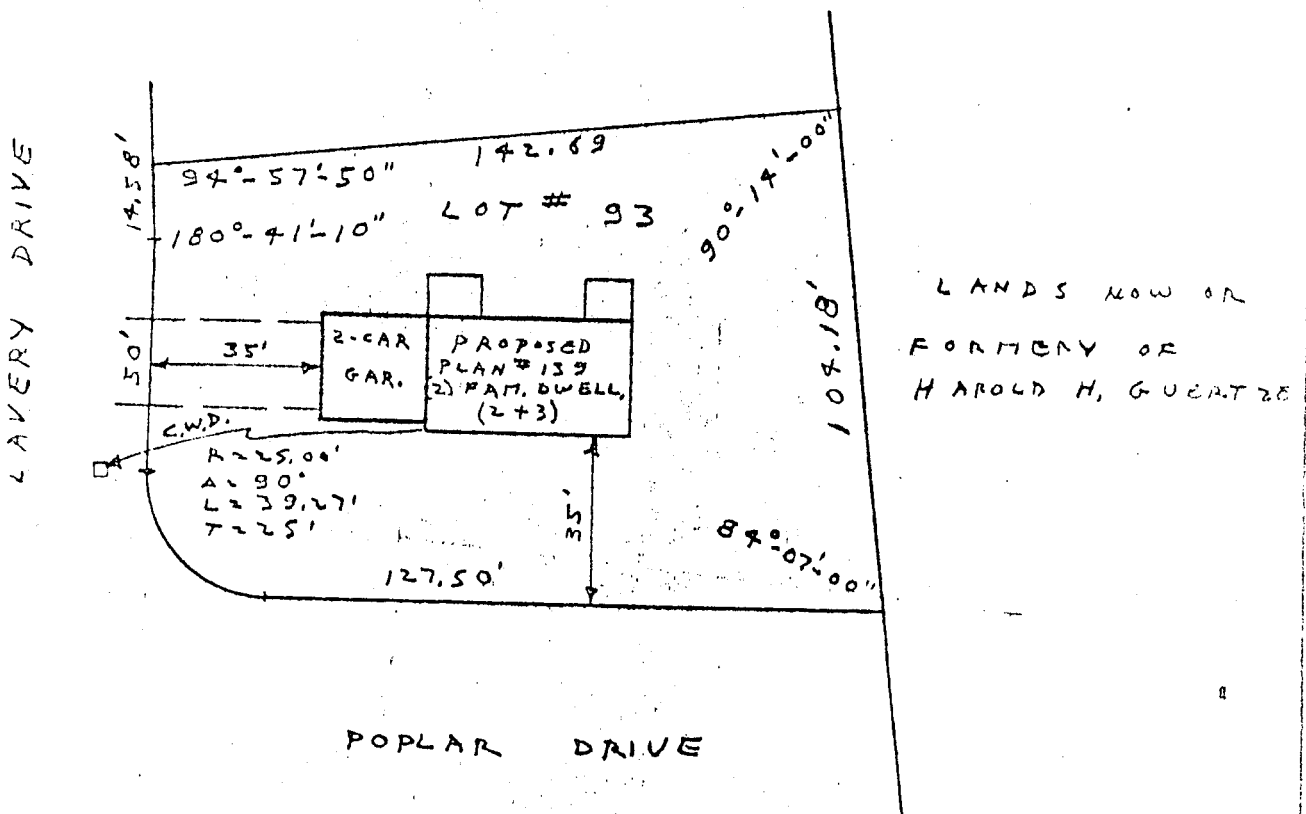 LAVERY DRIVE
14.58'
142.69
94°-57'-50"
180°-41'-10"
LOT # 93
90°-14'-00"
50'
35'
2-CAR
GAR.
PROPOSED
PLAN # 139
(2) FAM. DWELL.
(2+3)
104.18'
LANDS NOW OR
FORMERY OF
HAROLD H. GUERTZE
C.W.D.
R=25.00'
Δ=90°
L=39.27'
T=25'
35'
127.50'
84°-07'-00"
POPLAR DRIVE